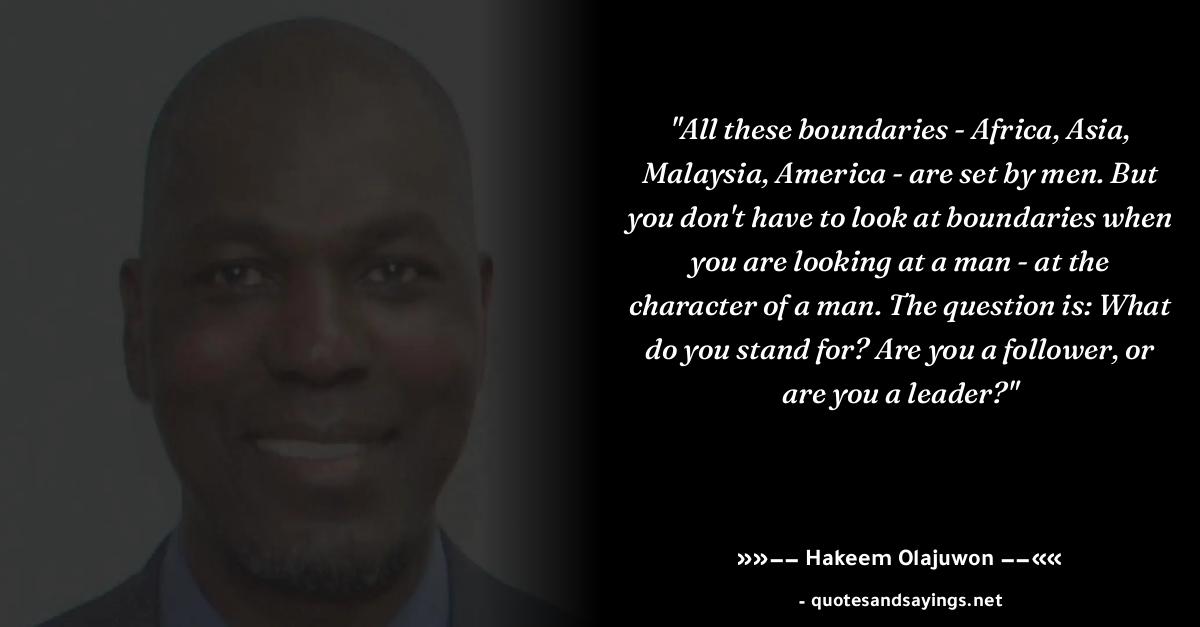 "All these boundaries - Africa, Asia,
Malaysia, America - are set by men. But
you don't have to look at boundaries when
you are looking at a man - at the
character of a man. The question is: What
do you stand for? Are you a follower, or
are you a leader?"
»»−− Hakeem Olajuwon −−««
- quotesandsayings.net